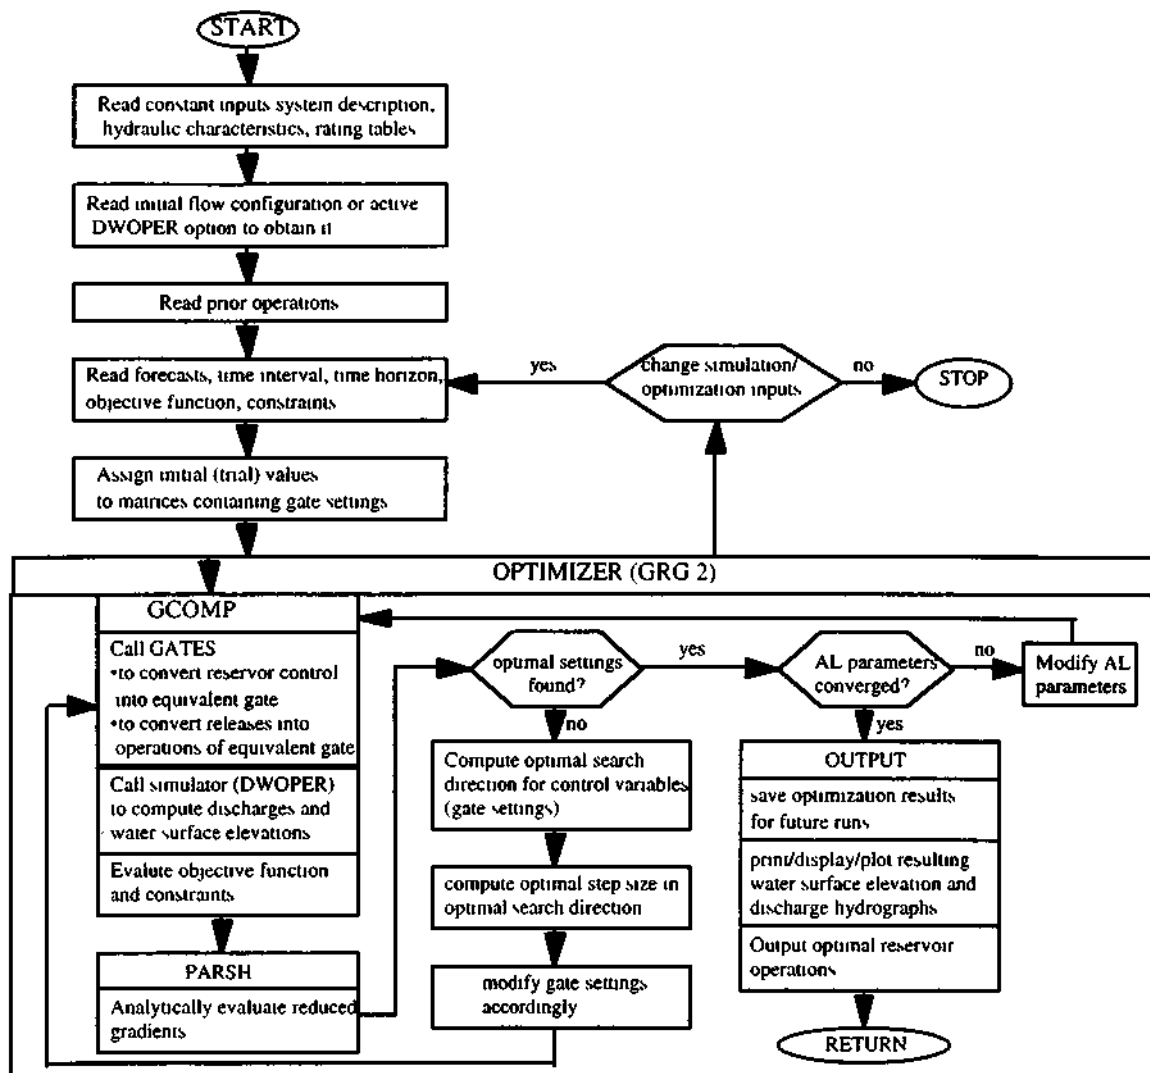 START
Read constant inputs system description,
hydraulic characteristics, rating tables
Read initial flow configuration or active
DWOPER option to obtain it
Read prior operations
Read forecasts, time interval, time horizon,
objective function, constraints
yes
change simulation/
optimization inputs
no
STOP
Assign initial (trial) values
to matrices containing gate settings
OPTIMIZER (GRG 2)
GCOMP
Call GATES
•to convert reservor control
into equivalent gate
•to convert releases into
operations of equivalent gate
Call simulator (DWOPER)
to compute discharges and
water surface elevations
Evaluate objective function
and constraints
PARSH
Analytically evaluate reduced
gradients
optimal settings
found?
yes
no
Compute optimal search
direction for control variables
(gate settings)
compute optimal step size in
optimal search direction
modify gate settings
accordingly
AL parameters
converged?
no
Modify AL
parameters
yes
OUTPUT
save optimization results
for future runs
print/display/plot resulting
water surface elevation and
discharge hydrographs
Output optimal reservoir
operations
RETURN